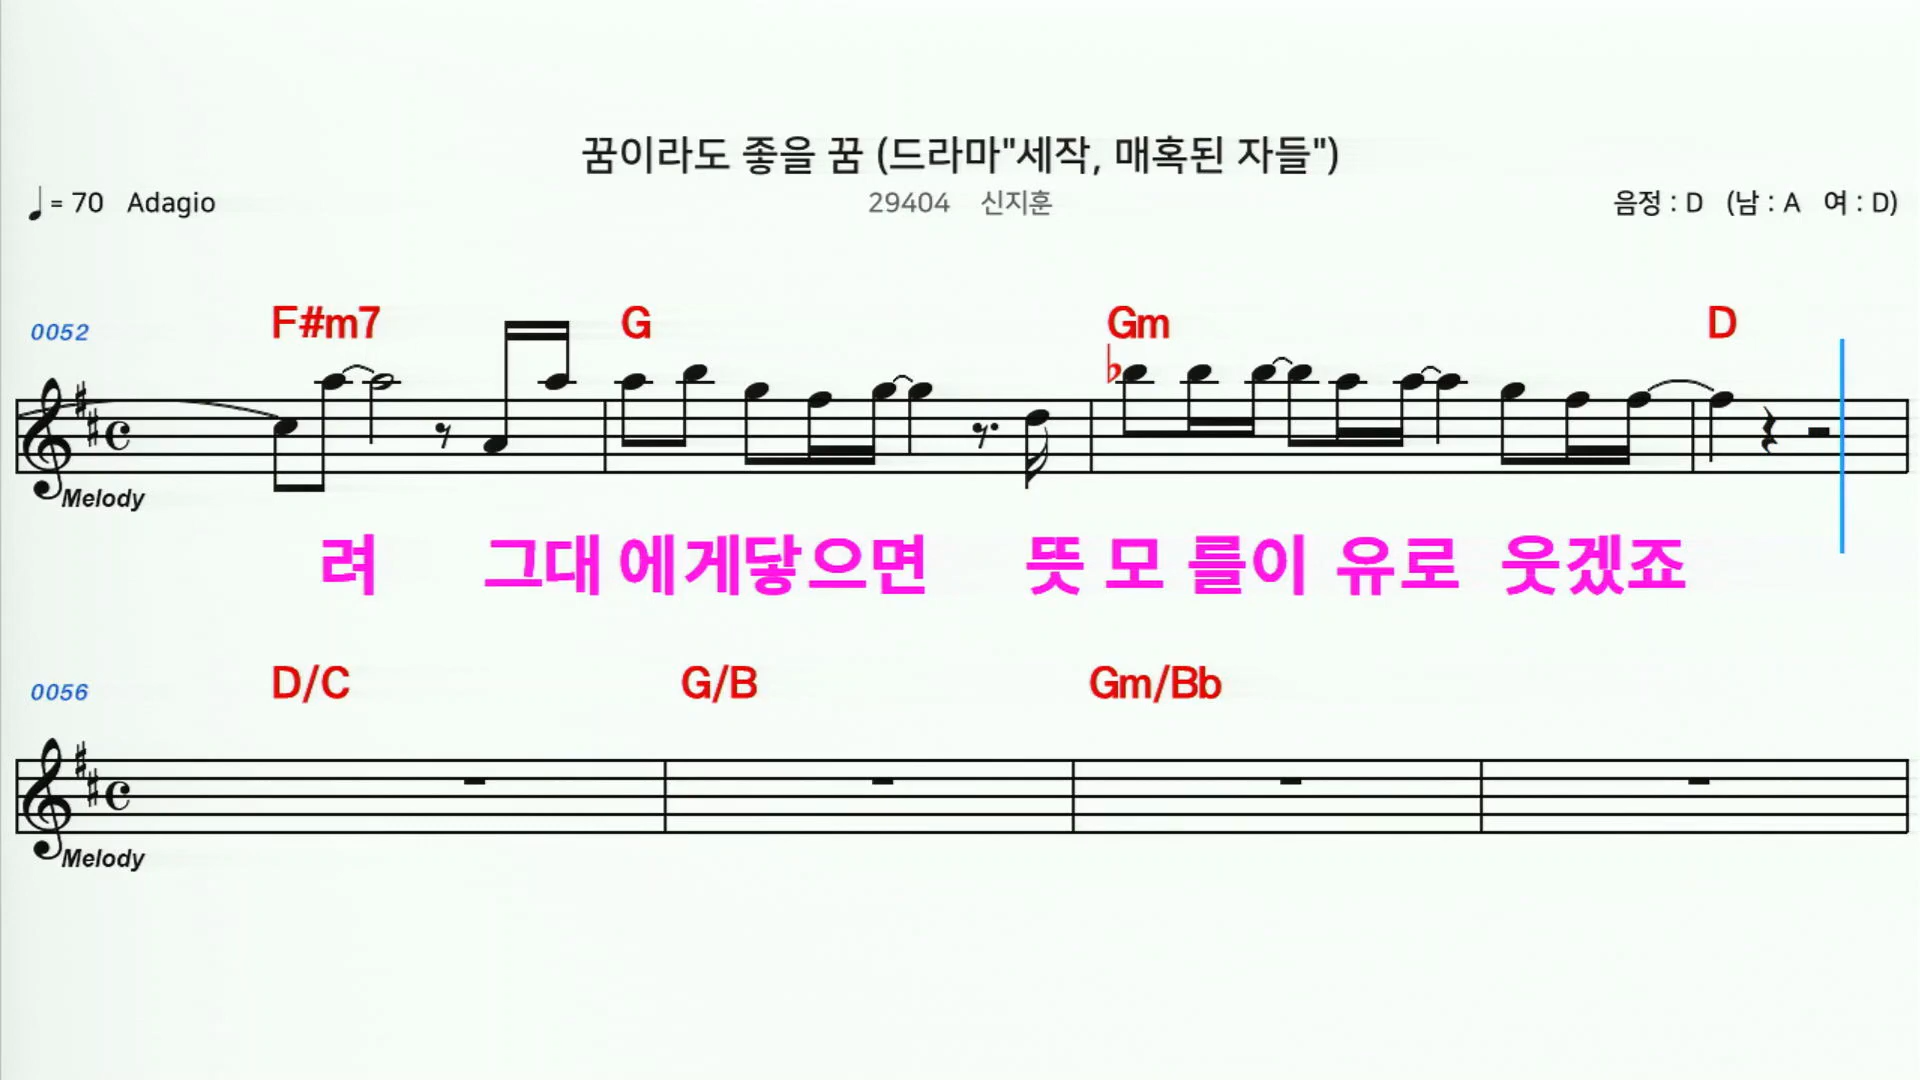 꿈이라도 좋을 꿈 (드라마"세작, 매혹된 자들")
♩= 70 Adagio 29404 신지훈 음정 : D (남 : A 여 : D)
0052 F#m7 G Gm D
Melody
려 그대 에게닿으면 뜻 모 를이 유로 웃겠죠
0056 D/C G/B Gm/Bb
Melody